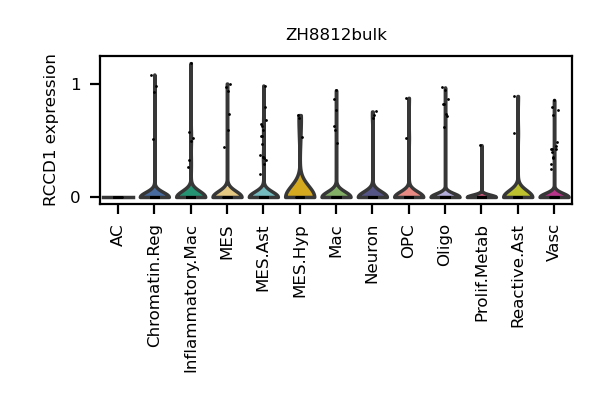 ZH8812bulk
RCCD1 expression
1
0
AC
Chromatin.Reg
Inflammatory.Mac
MES
MES.Ast
MES.Hyp
Mac
Neuron
OPC
Oligo
Prolif.Metab
Reactive.Ast
Vasc